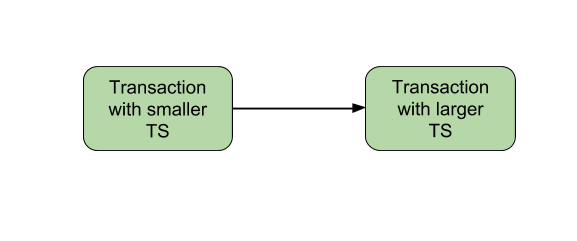 Transaction
with smaller
TS
Transaction
with larger
TS